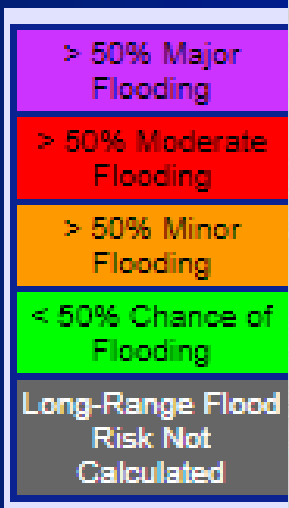 > 50% Major
Flooding
> 50% Moderate
Flooding
> 50% Minor
Flooding
< 50% Chance of
Flooding
Long-Range Flood
Risk Not
Calculated